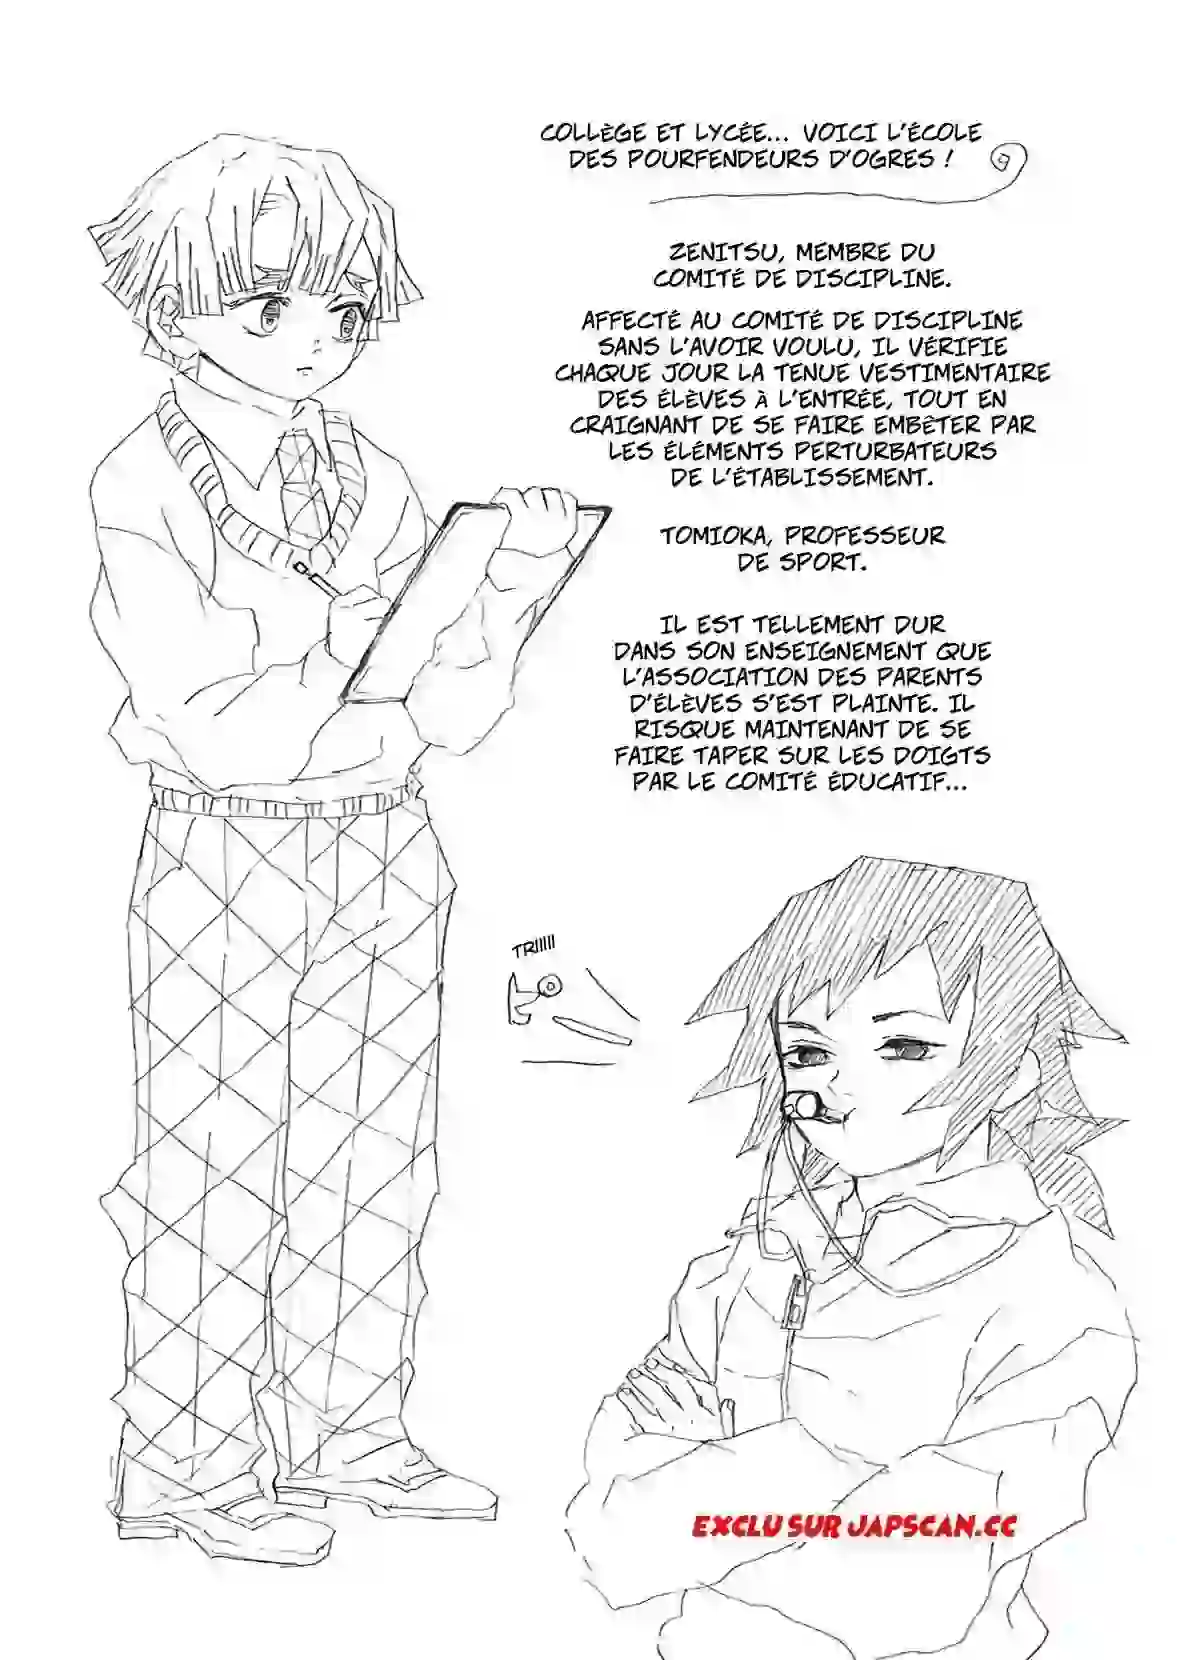 COLLÈGE ET LYCÉE... VOICI L'ÉCOLE
DES POURFENDEURS D'OGRES !
ZENITSU, MEMBRE DU
COMITÉ DE DISCIPLINE.
AFFECTÉ AU COMITÉ DE DISCIPLINE
SANS L'AVOIR VOULU, IL VÉRIFIE
CHAQUE JOUR LA TENUE VESTIMENTAIRE
DES ÉLÈVES À L'ENTRÉE, TOUT EN
CRAIGNANT DE SE FAIRE EMBÊTER PAR
LES ÉLÉMENTS PERTURBATEURS
DE L'ÉTABLISSEMENT.
TOMIOKA, PROFESSEUR
DE SPORT.
IL EST TELLEMENT DUR
DANS SON ENSEIGNEMENT QUE
L'ASSOCIATION DES PARENTS
D'ÉLÈVES S'EST PLAINTE. IL
RISQUE MAINTENANT DE SE
FAIRE TAPER SUR LES DOIGTS
PAR LE COMITÉ ÉDUCATIF...
TRIIIII
EXCLU SUR JAPSCAN.CC